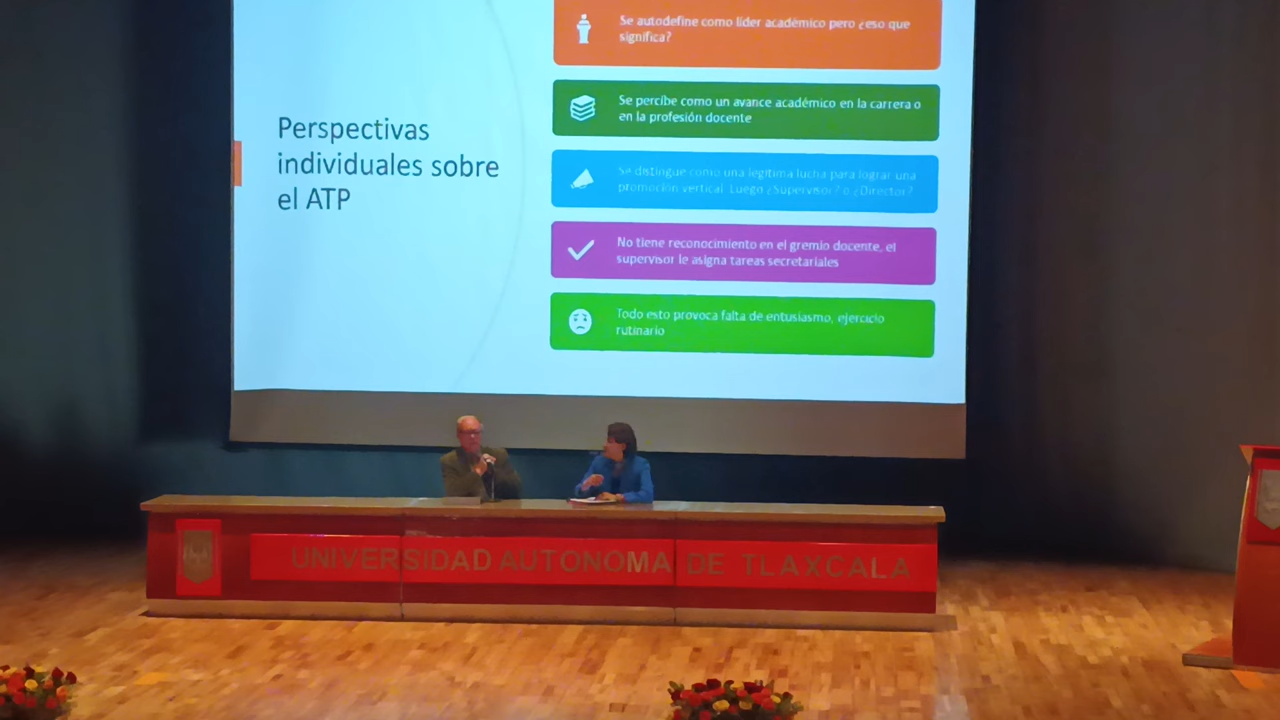 Perspectivas
individuales sobre
el ATP
Se autodefine como líder académico pero ¿eso que
significa?
Se percibe como un avance académico en la carrera o
en la profesión docente
Se distingue como una legitima lucha para lograr una
promoción vertical. Luego ¿Supervisor? o ¿Director?
No tiene reconocimiento en el gremio docente, el
supervisor le asigna tareas secretariales
Todo esto provoca falta de entusiasmo, ejercicio
rutinario
UNIVERSIDAD AUTONOMA DE TLAXCALA